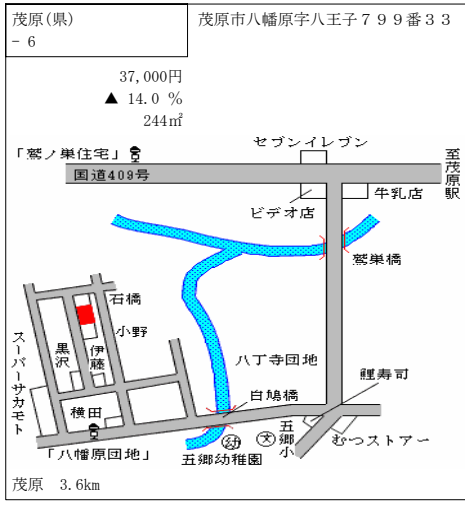 茂原(県)
- 6
茂原市八幡原字八王子７９９番３３
37,000円
▲ 14.0 %
244㎡
セブンイレブン
「鷲ノ巣住宅」
国道409号
至茂原駅
ビデオ店
牛乳店
鷲巣橋
石橋
小野
スーパーサカモト
黒沢
伊藤
八丁寺団地
鯉寿司
白鳩橋
横田
「八幡原団地」
五郷幼稚園
幼
文
五郷小
むつストアー
茂原 3.6km